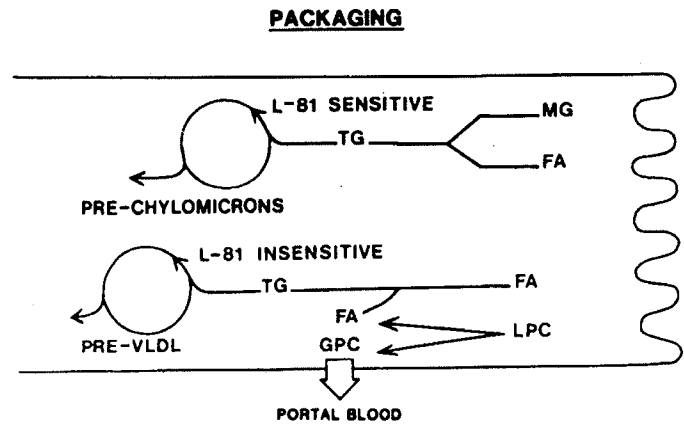 PACKAGING
L-81 SENSITIVE
MG
TG
FA
PRE-CHYLOMICRONS
L-81 INSENSITIVE
TG
FA
FA
LPC
GPC
PRE-VLDL
PORTAL BLOOD